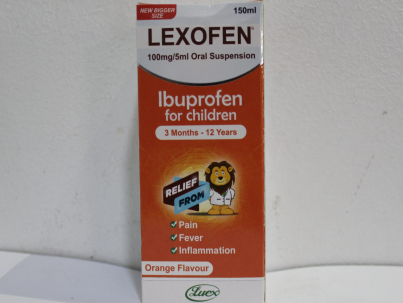 NEW BIGGER
SIZE
150ml
LEXOFEN
100mg/5ml Oral Suspension
Ibuprofen
for children
3 Months - 12 Years
RELIEF
FROM
Pain
Fever
Inflammation
Orange Flavour
Luex